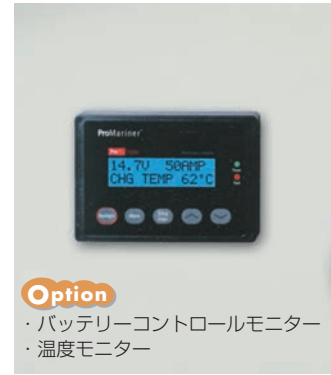 ProMariner
14.7V 50AMP
CHG TEMP 62°C
Option
・バッテリーコントロールモニター
・温度モニター